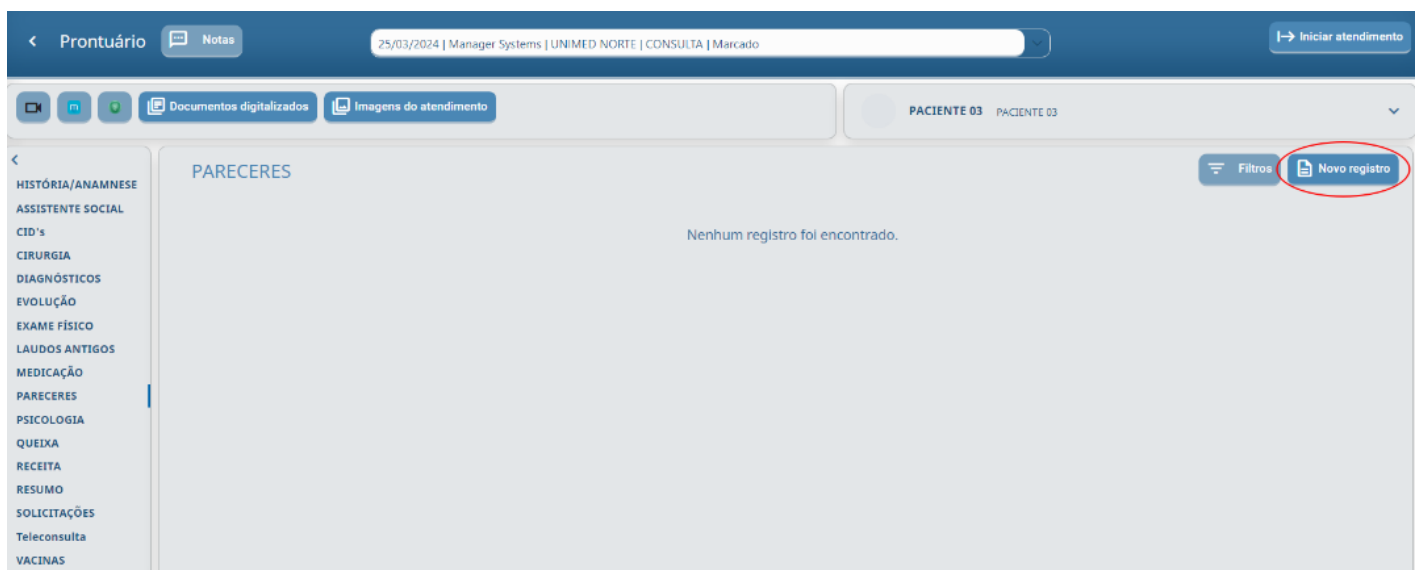 Prontuário
Notas
25/03/2024 | Manager Systems | UNIMED NORTE | CONSULTA | Marcado
Iniciar atendimento
m
Documentos digitalizados
Imagens do atendimento
PACIENTE 03 PACIENTE 03
HISTÓRIA/ANAMNESE
ASSISTENTE SOCIAL
CID's
CIRURGIA
DIAGNÓSTICOS
EVOLUÇÃO
EXAME FÍSICO
LAUDOS ANTIGOS
MEDICAÇÃO
PARECERES
PSICOLOGIA
QUEIXA
RECEITA
RESUMO
SOLICITAÇÕES
Teleconsulta
VACINAS
PARECERES
Filtros
Novo registro
Nenhum registro foi encontrado.